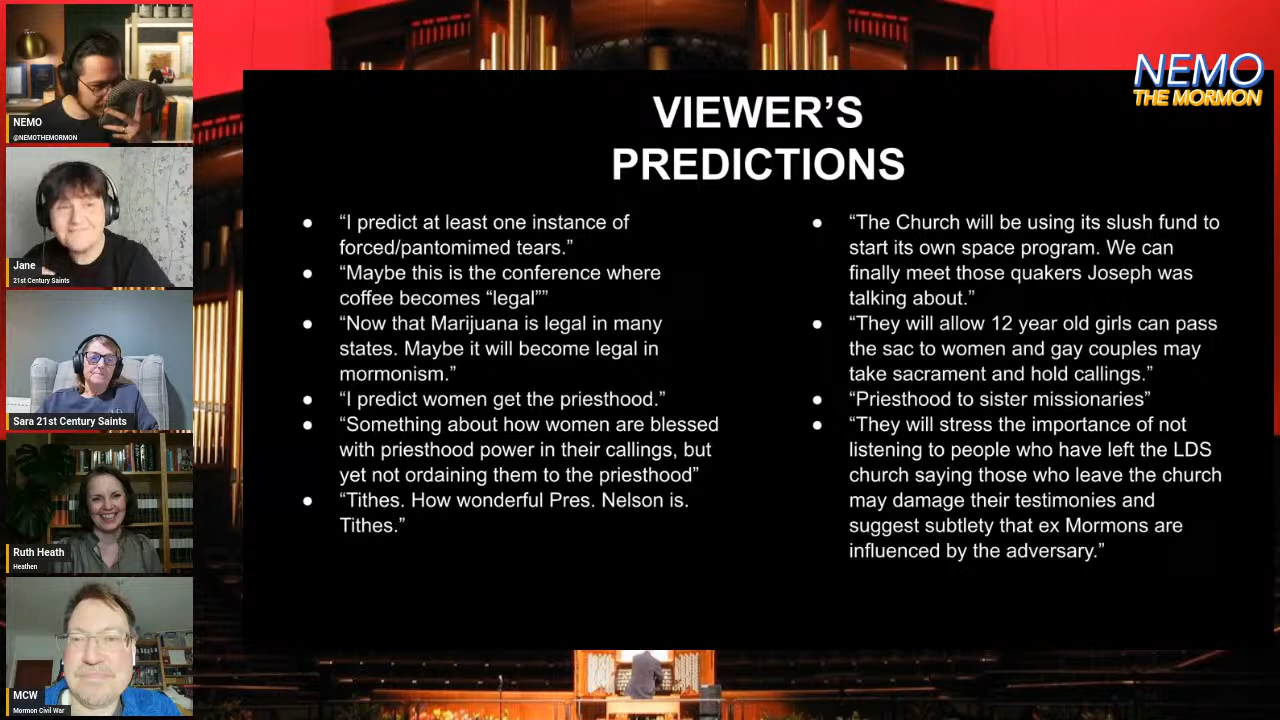 NEMO
@NEMOTHEMORMON
Jane
21st Century Saints
Sara 21st Century Saints
Ruth Heath
Heathen
MCW
Mormon Civil War
NEMO
THE MORMON
VIEWER’S
PREDICTIONS
● “I predict at least one instance of
forced/pantomimed tears.”
● “Maybe this is the conference where
coffee becomes “legal””
● “Now that Marijuana is legal in many
states. Maybe it will become legal in
mormonism.”
● “I predict women get the priesthood.”
● “Something about how women are blessed
with priesthood power in their callings, but
yet not ordaining them to the priesthood”
● “Tithes. How wonderful Pres. Nelson is.
Tithes.”
● “The Church will be using its slush fund to
start its own space program. We can
finally meet those quakers Joseph was
talking about.”
● “They will allow 12 year old girls can pass
the sac to women and gay couples may
take sacrament and hold callings.”
● “Priesthood to sister missionaries”
● “They will stress the importance of not
listening to people who have left the LDS
church saying those who leave the church
may damage their testimonies and
suggest subtlety that ex Mormons are
influenced by the adversary.”